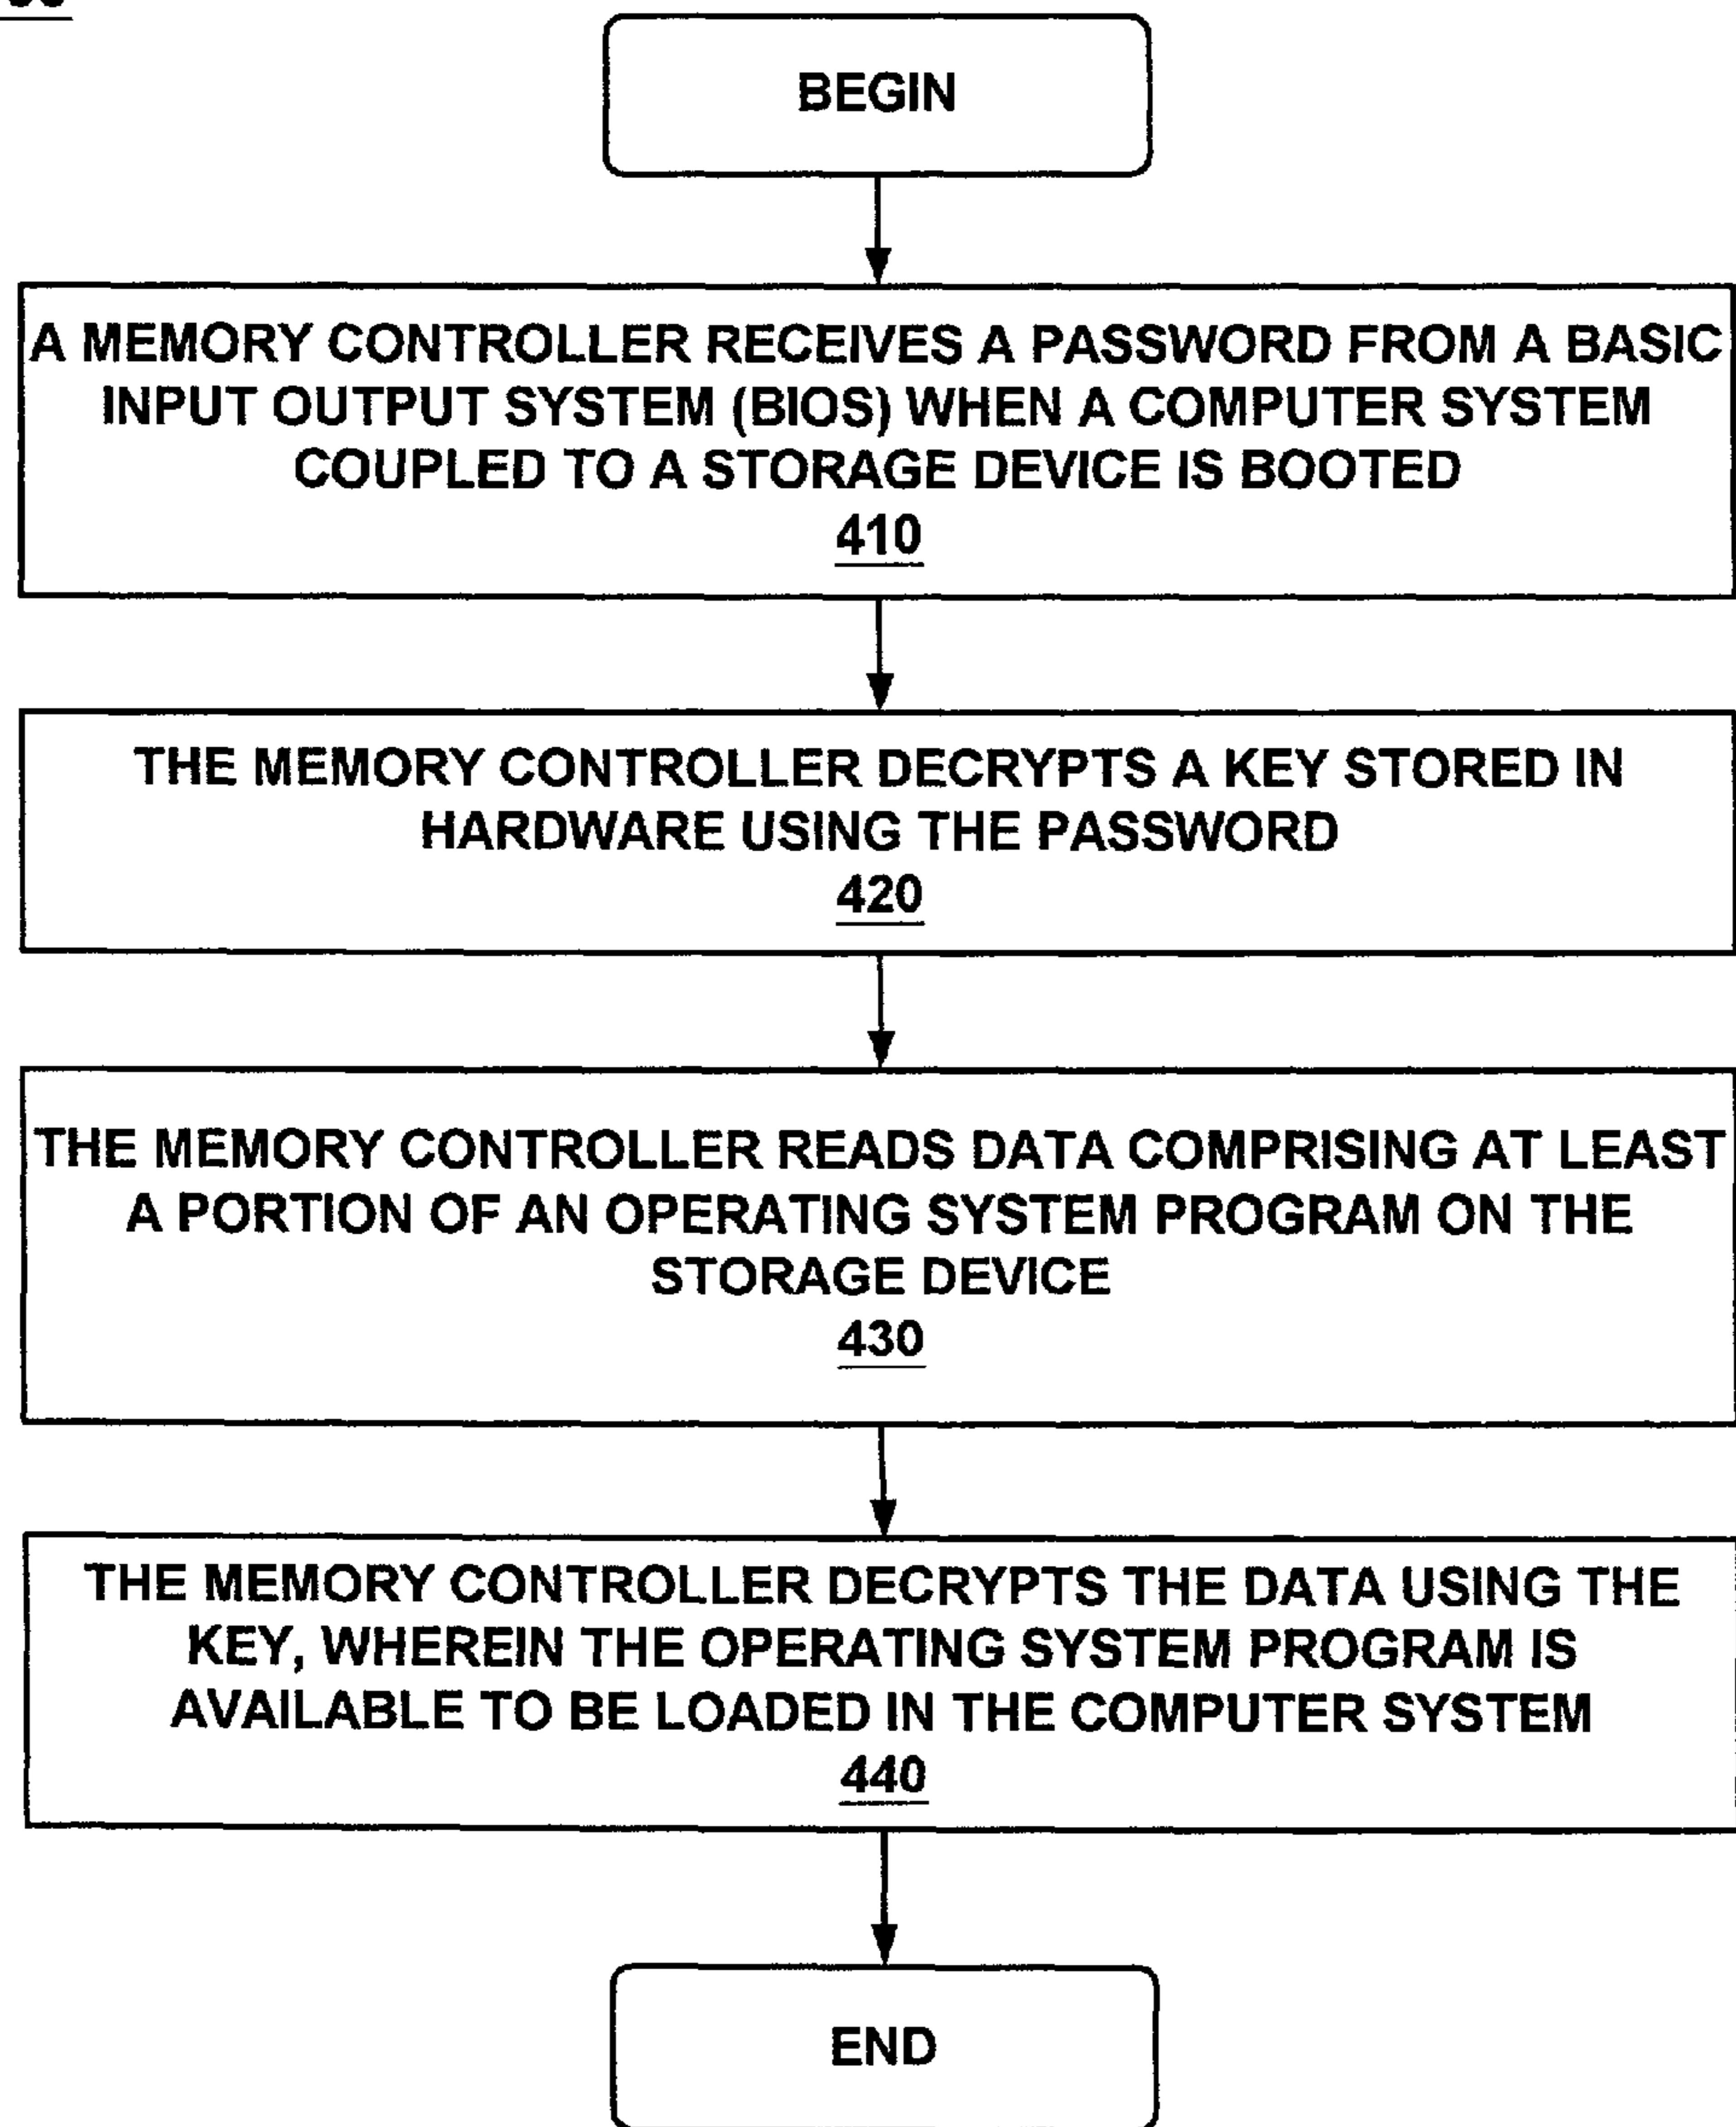 BEGIN
A MEMORY CONTROLLER RECEIVES A PASSWORD FROM A BASIC
INPUT OUTPUT SYSTEM (BIOS) WHEN A COMPUTER SYSTEM
COUPLED TO A STORAGE DEVICE IS BOOTED
410
THE MEMORY CONTROLLER DECRYPTS A KEY STORED IN
HARDWARE USING THE PASSWORD
420
THE MEMORY CONTROLLER READS DATA COMPRISING AT LEAST
A PORTION OF AN OPERATING SYSTEM PROGRAM ON THE
STORAGE DEVICE
430
THE MEMORY CONTROLLER DECRYPTS THE DATA USING THE
KEY, WHEREIN THE OPERATING SYSTEM PROGRAM IS
AVAILABLE TO BE LOADED IN THE COMPUTER SYSTEM
440
END